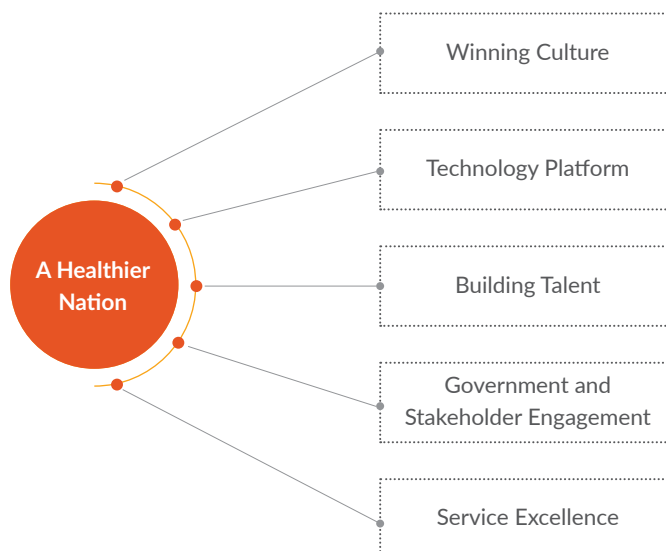 Winning Culture
Technology Platform
A Healthier
Nation
Building Talent
Government and
Stakeholder Engagement
Service Excellence